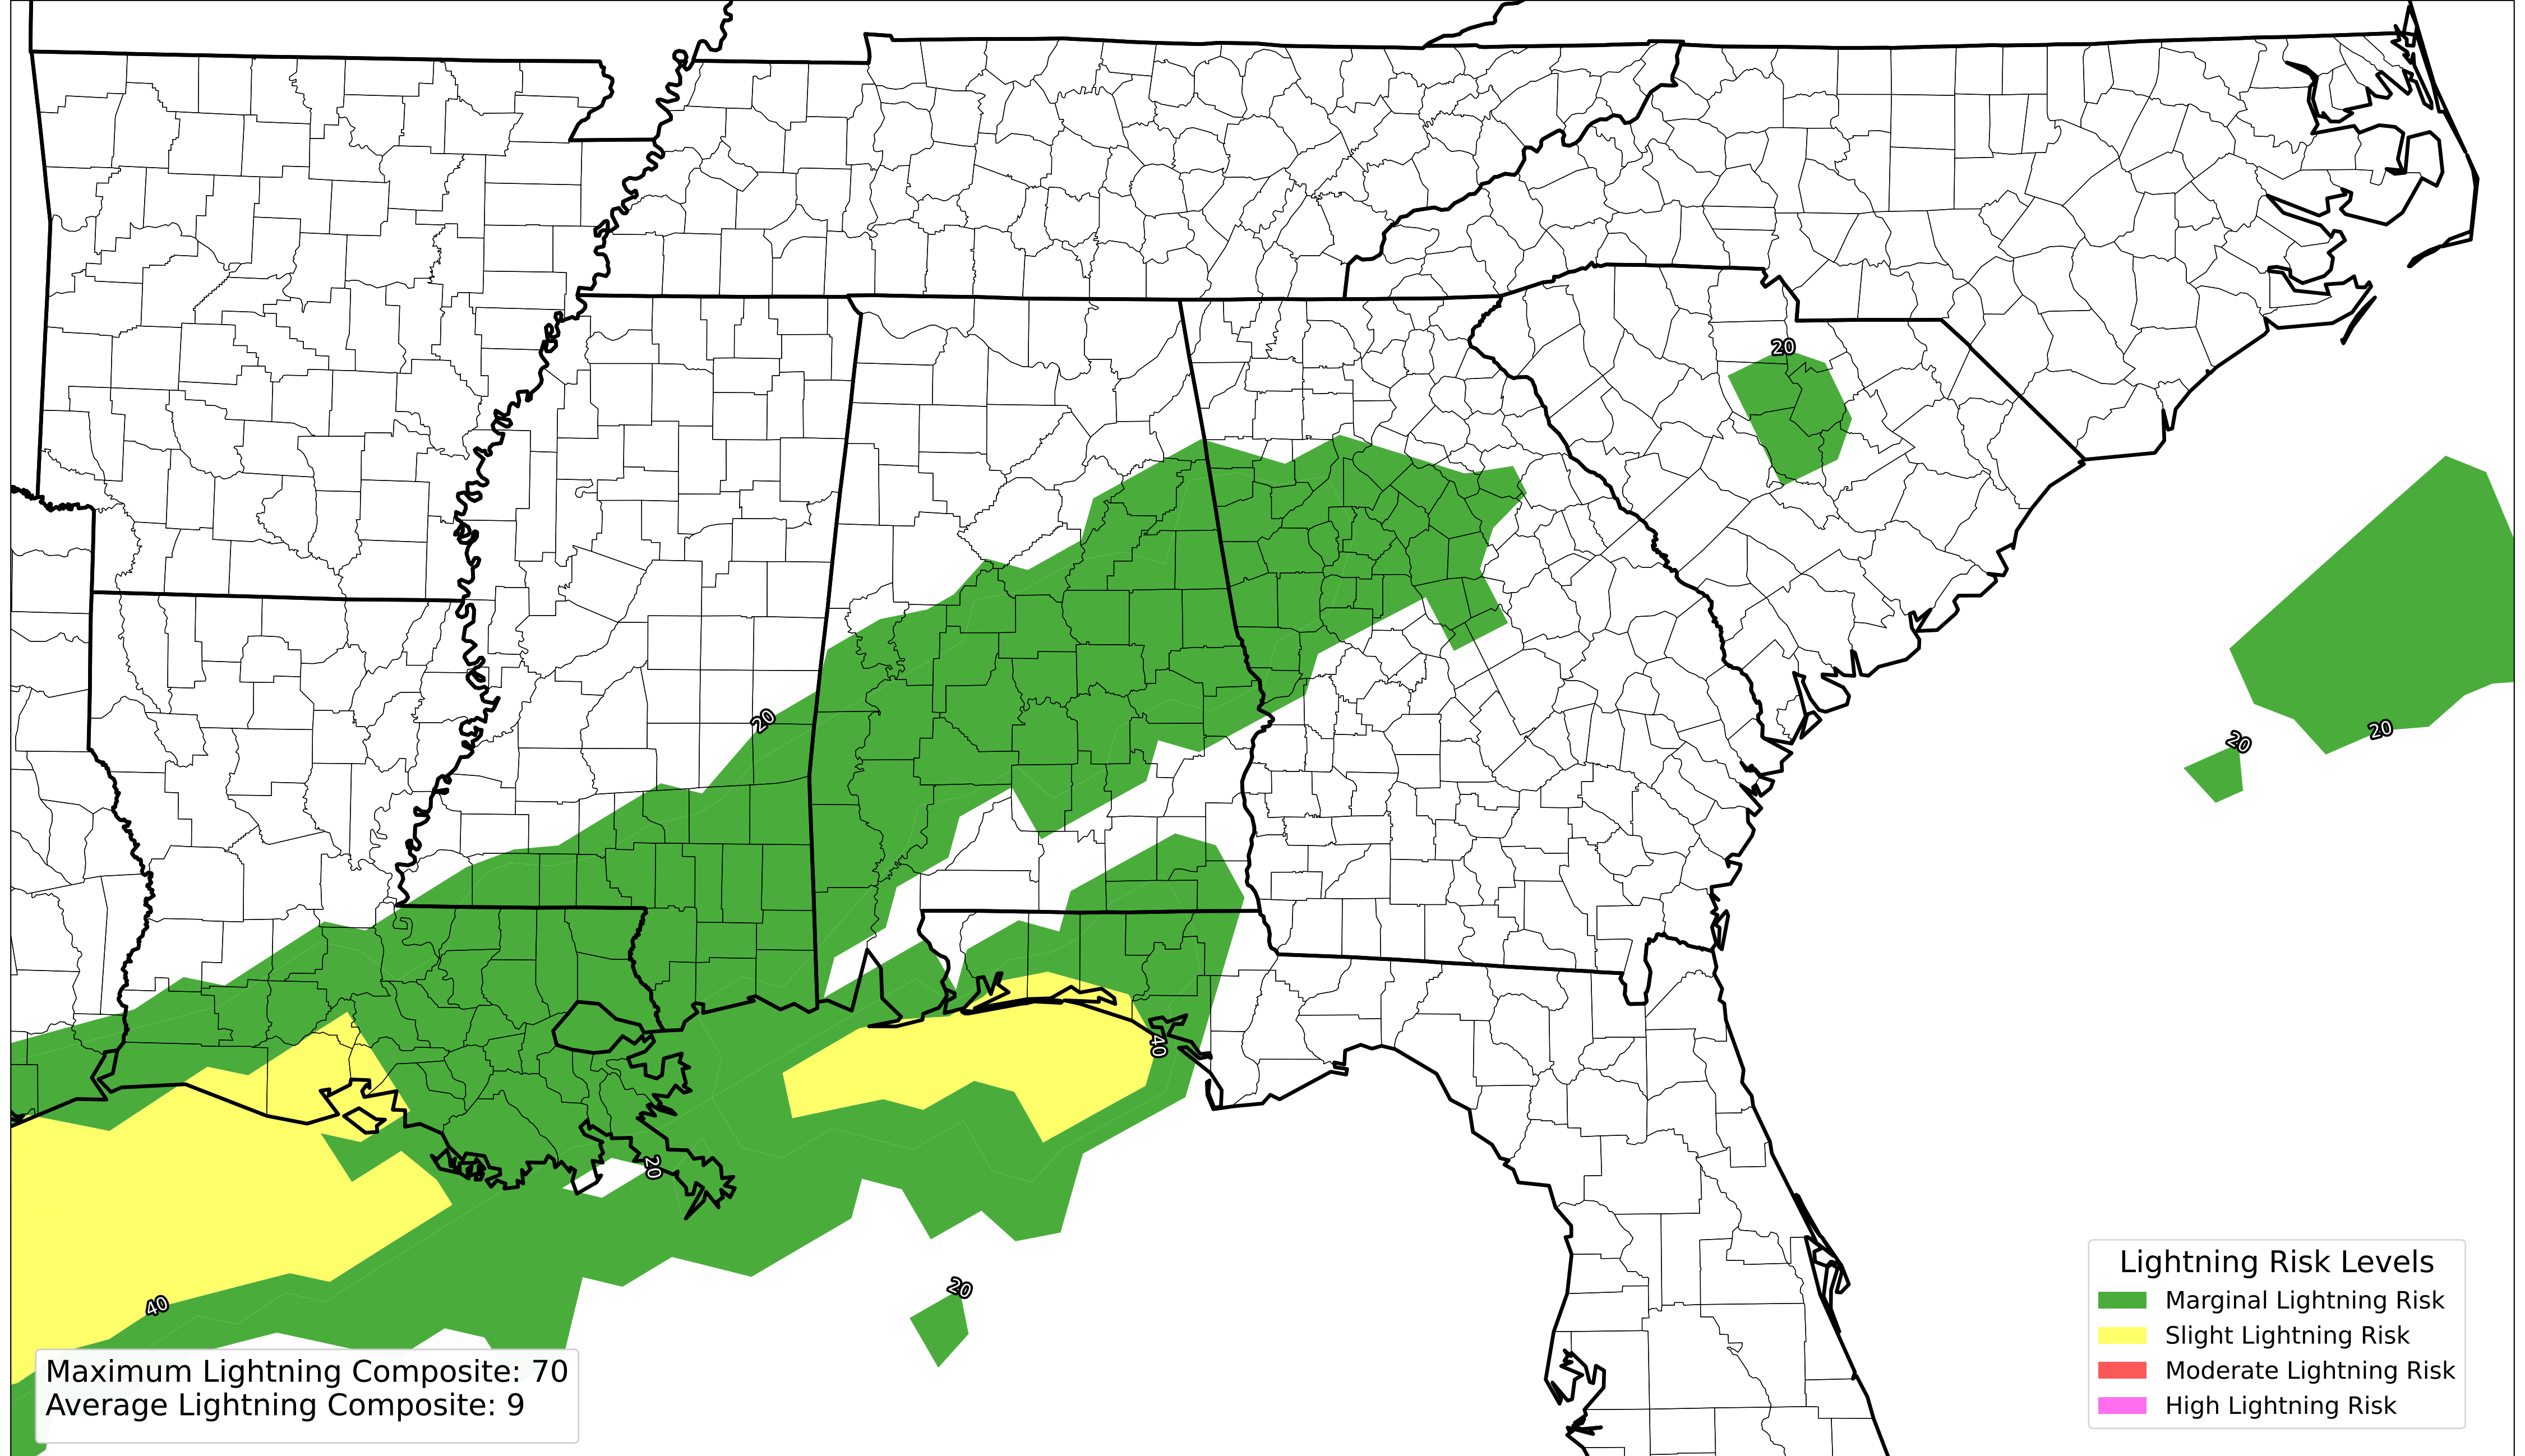 20
20
20
20
20
40
20
40
20
Lightning Risk Levels
Marginal Lightning Risk
Slight Lightning Risk
Moderate Lightning Risk
High Lightning Risk
Maximum Lightning Composite: 70
Average Lightning Composite: 9